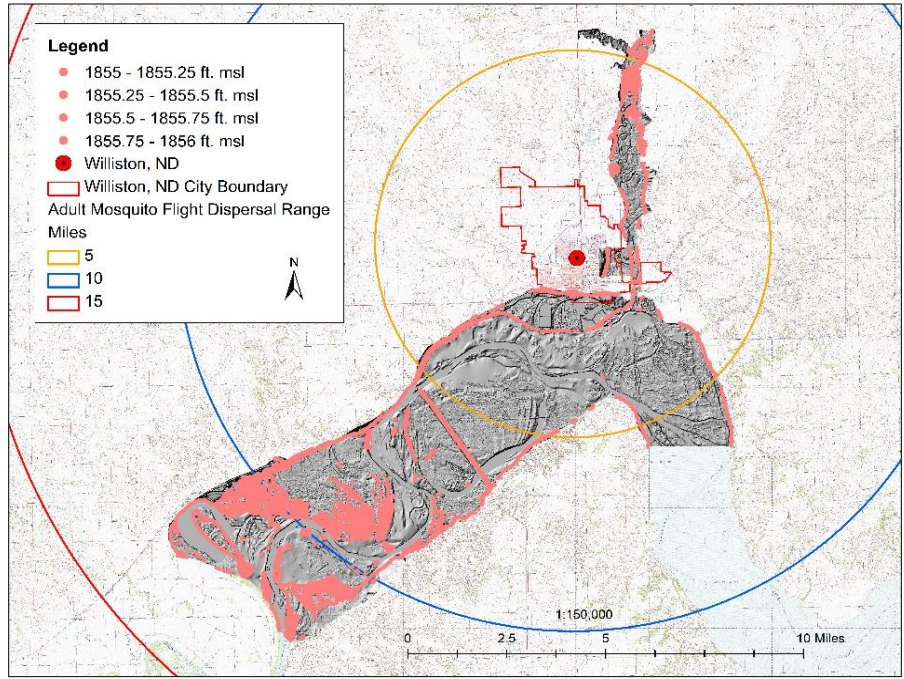 Legend
1855 - 1855.25 ft. msl
1855.25 - 1855.5 ft. msl
1855.5 - 1855.75 ft. msl
1855.75 - 1856 ft. msl
Williston, ND
Williston, ND City Boundary
Adult Mosquito Flight Dispersal Range
Miles
5
10
15
N
1:150,000
0 2.5 5 10 Miles